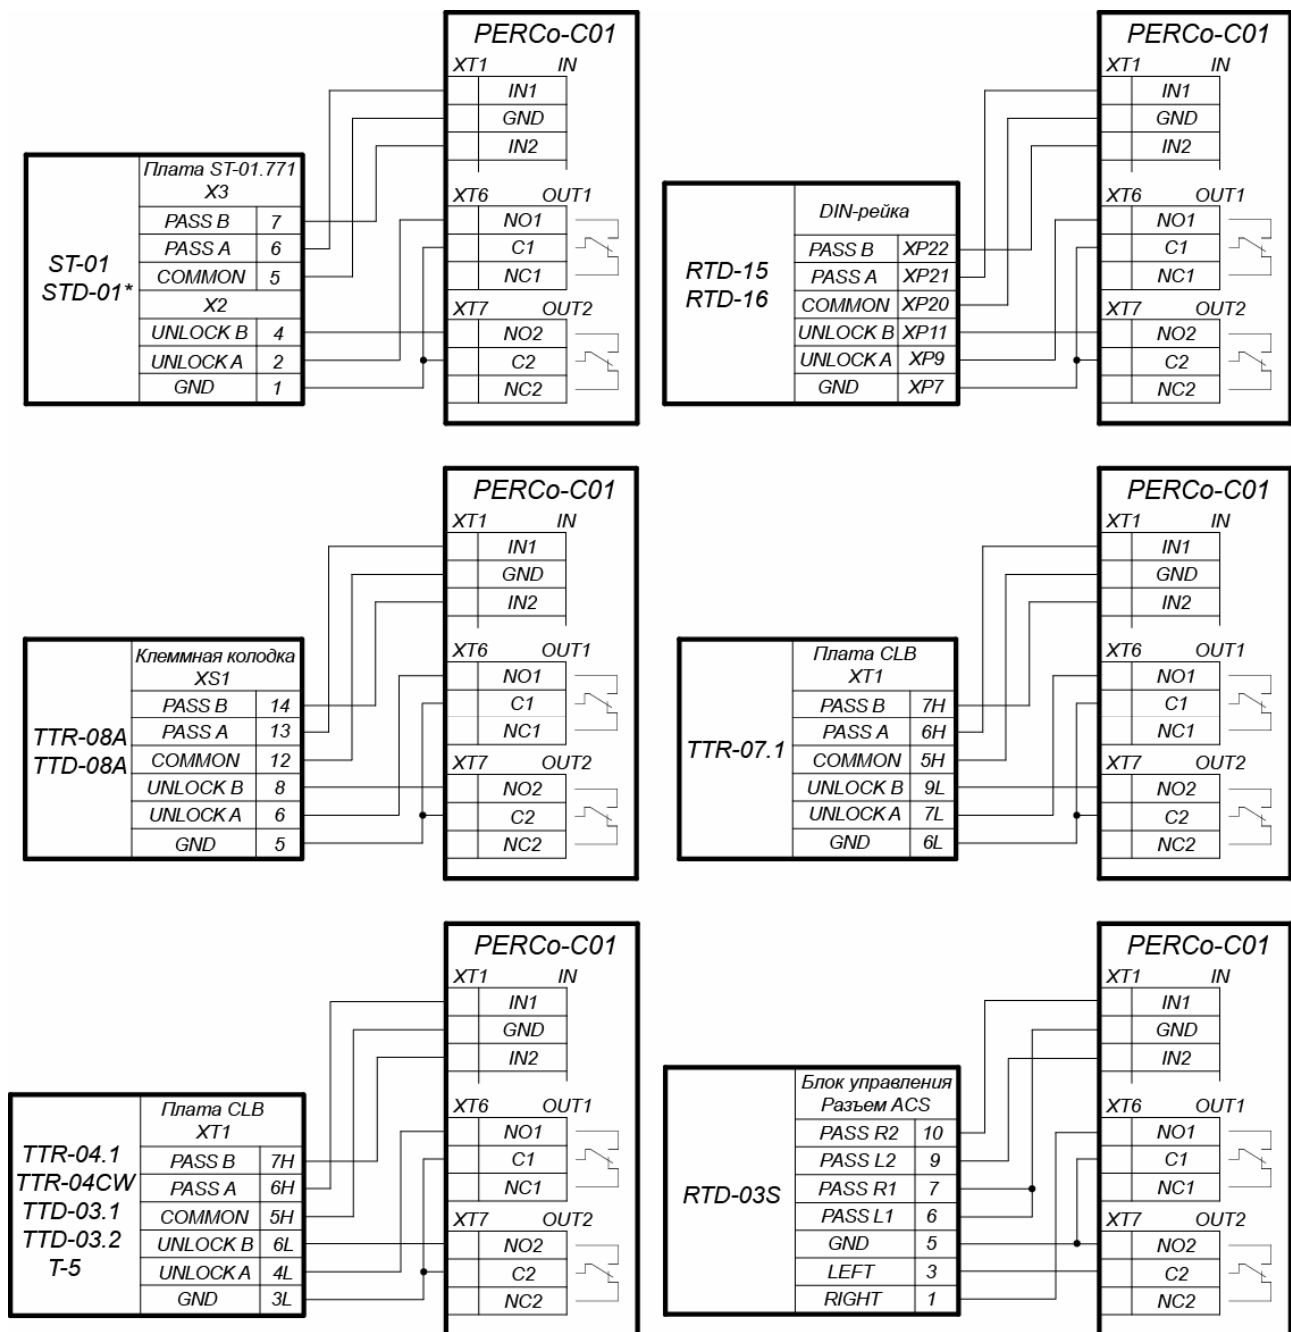 PERCo-C01
XT1 IN
IN1
GND
IN2
XT6 OUT1
NO1
C1
NC1
XT7 OUT2
NO2
C2
NC2
ST-01
STD-01*
Плата ST-01.771
X3
PASS B 7
PASS A 6
COMMON 5
X2
UNLOCK B 4
UNLOCK A 2
GND 1
PERCo-C01
XT1 IN
IN1
GND
IN2
XT6 OUT1
NO1
C1
NC1
XT7 OUT2
NO2
C2
NC2
RTD-15
RTD-16
DIN-рейка
PASS B XP22
PASS A XP21
COMMON XP20
UNLOCK B XP11
UNLOCK A XP9
GND XP7
PERCo-C01
XT1 IN
IN1
GND
IN2
XT6 OUT1
NO1
C1
NC1
XT7 OUT2
NO2
C2
NC2
TTR-08A
TTD-08A
Клеммная колодка
XS1
PASS B 14
PASS A 13
COMMON 12
UNLOCK B 8
UNLOCK A 6
GND 5
PERCo-C01
XT1 IN
IN1
GND
IN2
XT6 OUT1
NO1
C1
NC1
XT7 OUT2
NO2
C2
NC2
TTR-07.1
Плата CLB
XT1
PASS B 7H
PASS A 6H
COMMON 5H
UNLOCK B 9L
UNLOCK A 7L
GND 6L
PERCo-C01
XT1 IN
IN1
GND
IN2
XT6 OUT1
NO1
C1
NC1
XT7 OUT2
NO2
C2
NC2
TTR-04.1
TTR-04CW
TTD-03.1
TTD-03.2
T-5
Плата CLB
XT1
PASS B 7H
PASS A 6H
COMMON 5H
UNLOCK B 6L
UNLOCK A 4L
GND 3L
PERCo-C01
XT1 IN
IN1
GND
IN2
XT6 OUT1
NO1
C1
NC1
XT7 OUT2
NO2
C2
NC2
RTD-03S
Блок управления
Разъем ACS
PASS R2 10
PASS L2 9
PASS R1 7
PASS L1 6
GND 5
LEFT 3
RIGHT 1